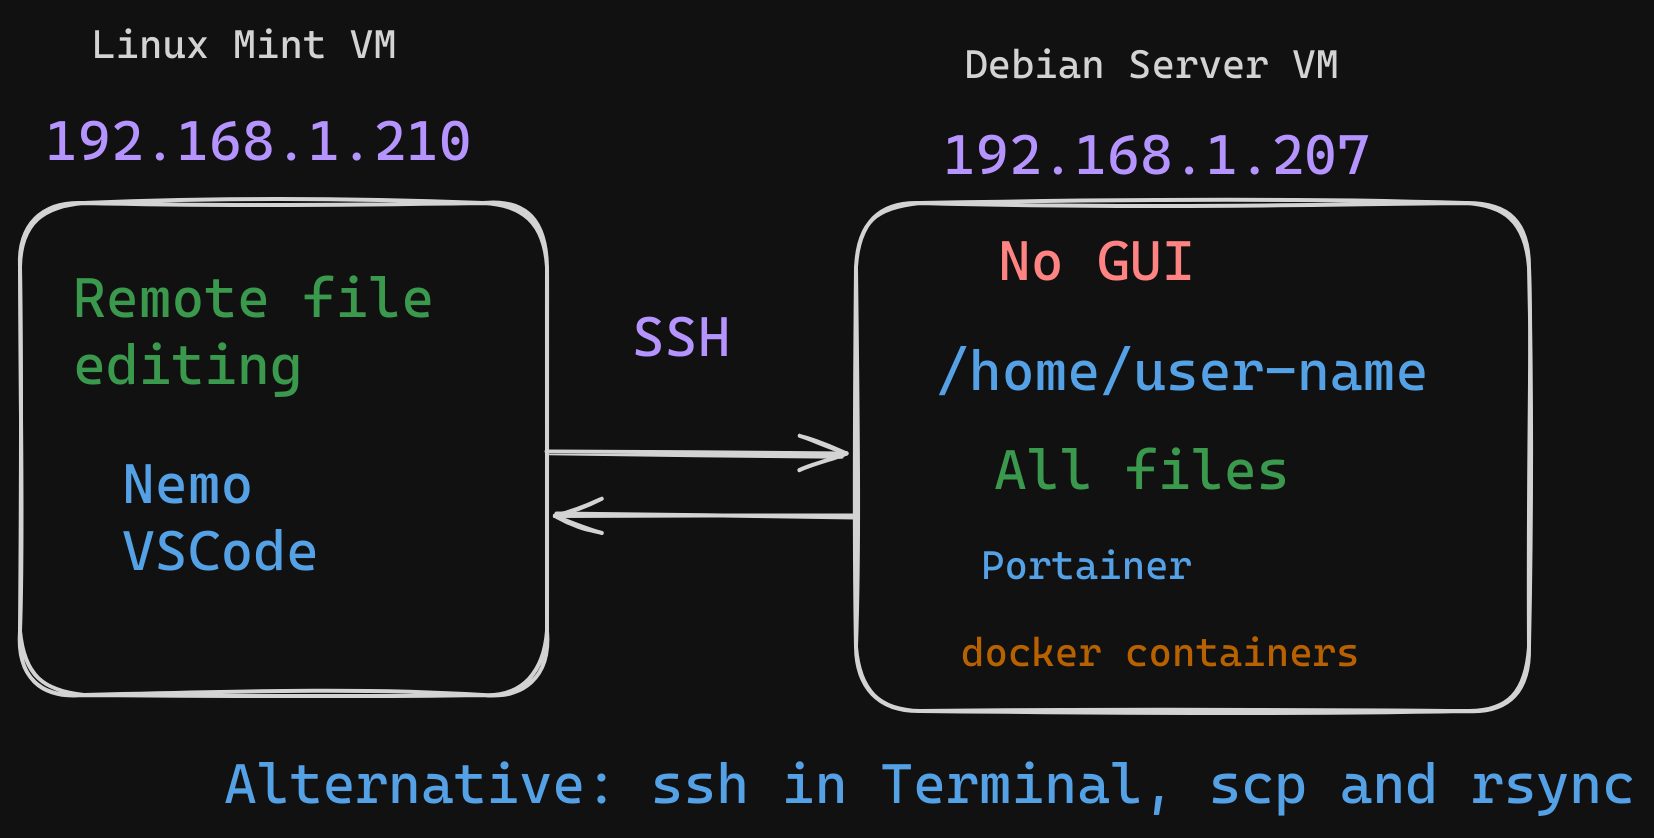 Linux Mint VM
192.168.1.210
Remote file
editing
Nemo
VSCode
SSH
Debian Server VM
192.168.1.207
No GUI
/home/user-name
All files
Portainer
docker containers
Alternative: ssh in Terminal, scp and rsync